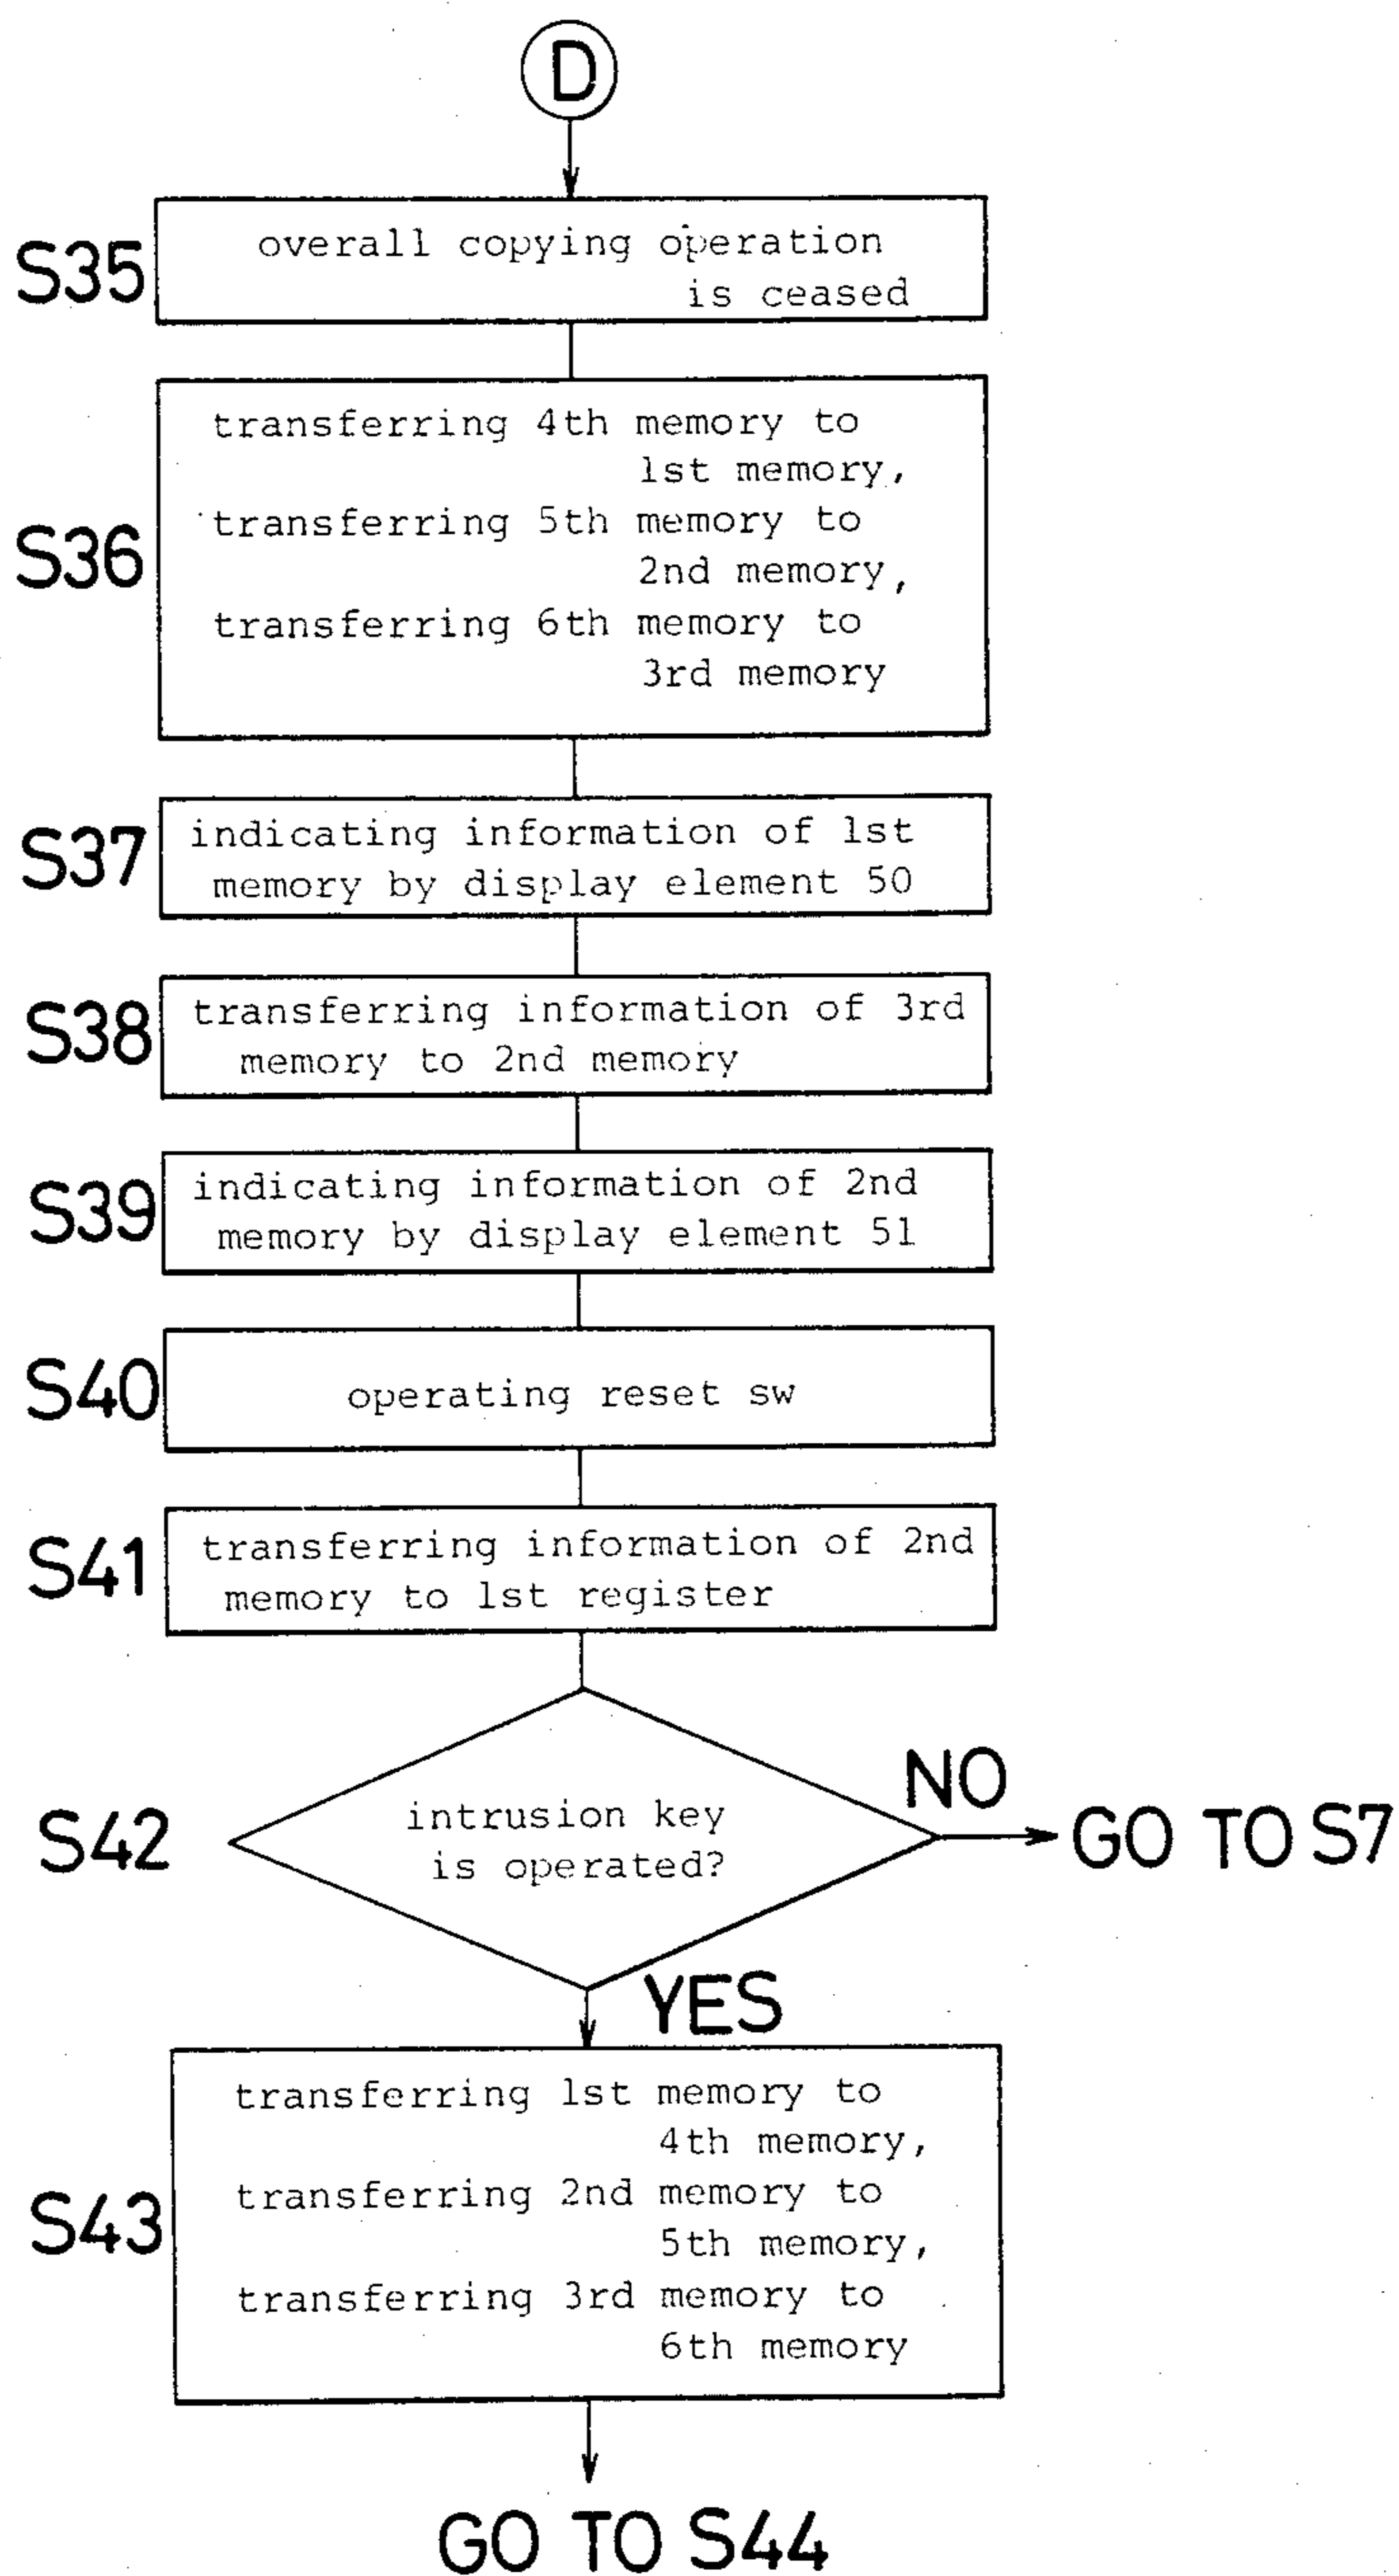 D
S35
overall copying operation
is ceased
S36
transferring 4th memory to
1st memory,
transferring 5th memory to
2nd memory,
transferring 6th memory to
3rd memory
S37
indicating information of 1st
memory by display element 50
S38
transferring information of 3rd
memory to 2nd memory
S39
indicating information of 2nd
memory by display element 51
S40
operating reset sw
S41
transferring information of 2nd
memory to 1st register
S42
intrusion key
is operated?
NO
GO TO S7
YES
S43
transferring 1st memory to
4th memory,
transferring 2nd memory to
5th memory,
transferring 3rd memory to
6th memory
GO TO S44